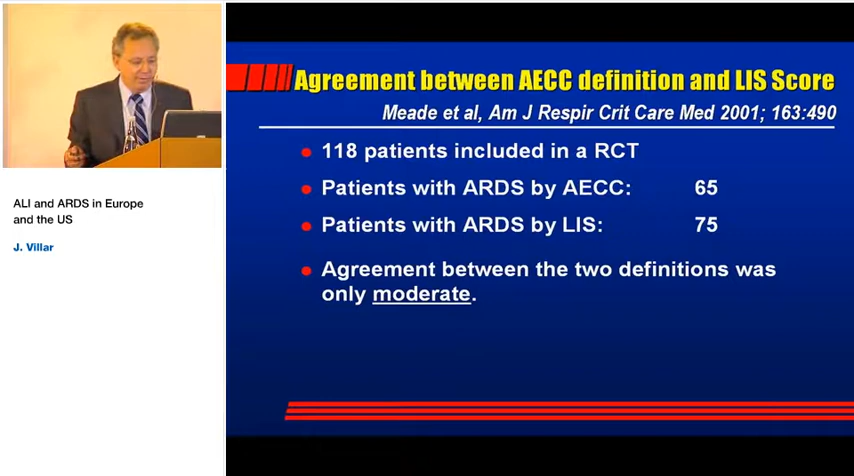 ALI and ARDS in Europe
and the US
J. Villar
Agreement between AECC definition and LIS Score
Meade et al, Am J Respir Crit Care Med 2001; 163:490
• 118 patients included in a RCT
• Patients with ARDS by AECC: 65
• Patients with ARDS by LIS: 75
• Agreement between the two definitions was
only moderate.